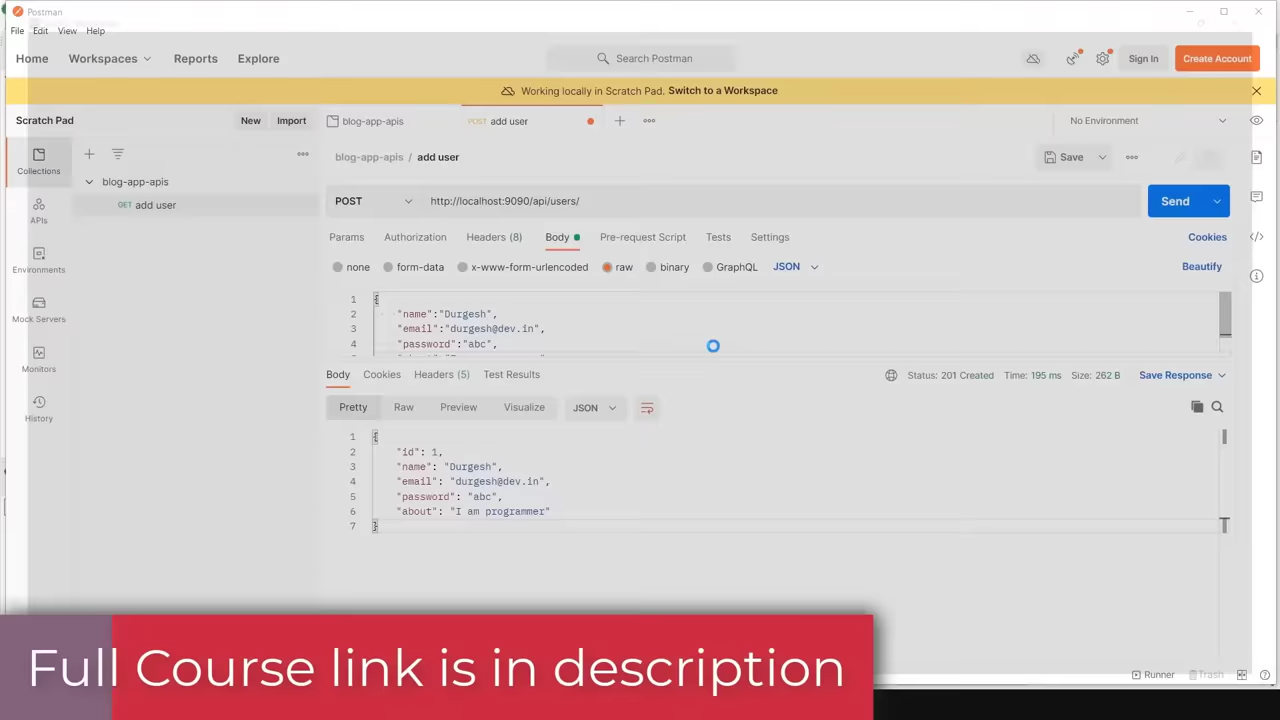 Postman
File Edit View Help
Home Workspaces Reports Explore Search Postman Sign In Create Account
Working locally in Scratch Pad. Switch to a Workspace
Scratch Pad New Import blog-app-apis POST add user No Environment
Collections
APIs
Environments
Mock Servers
Monitors
History
blog-app-apis
GET add user
blog-app-apis / add user Save
POST http://localhost:9090/api/users/ Send
Params Authorization Headers (8) Body Pre-request Script Tests Settings Cookies
none form-data x-www-form-urlencoded raw binary GraphQL JSON Beautify
1 {
2 "name":"Durgesh",
3 "email":"durgesh@dev.in",
4 "password":"abc",
Body Cookies Headers (5) Test Results Status: 201 Created Time: 195 ms Size: 262 B Save Response
Pretty Raw Preview Visualize JSON
1 {
2 "id": 1,
3 "name": "Durgesh",
4 "email": "durgesh@dev.in",
5 "password": "abc",
6 "about": "I am programmer"
7 }
Full Course link is in description
Runner Trash